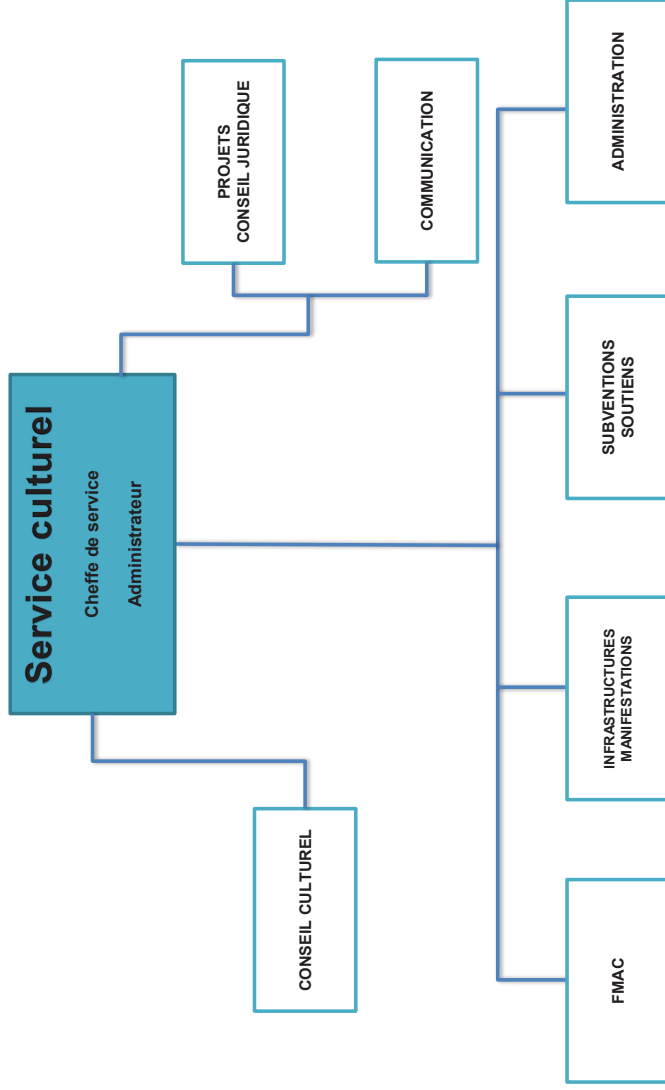 Service culturel
Cheffe de service
Administrateur
CONSEIL CULTUREL
PROJETS
CONSEIL JURIDIQUE
COMMUNICATION
FMAC
INFRASTRUCTURES
MANIFESTATIONS
SUBVENTIONS
SOUTIENS
ADMINISTRATION